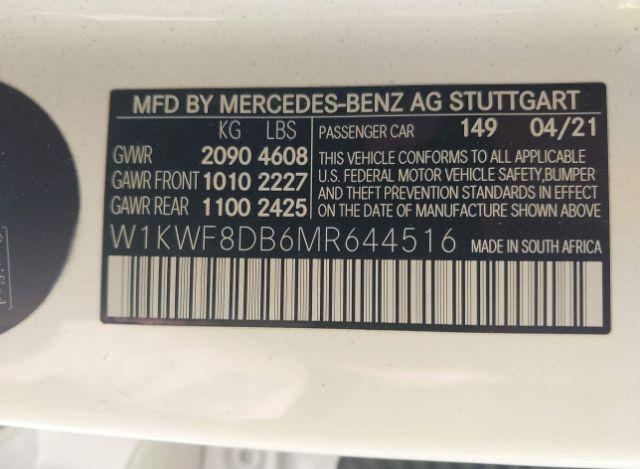 MFD BY MERCEDES-BENZ AG STUTTGART
KG LBS
GVWR 2090 4608
GAWR FRONT 1010 2227
GAWR REAR 1100 2425
PASSENGER CAR 149 04/21
THIS VEHICLE CONFORMS TO ALL APPLICABLE
U.S. FEDERAL MOTOR VEHICLE SAFETY,BUMPER
AND THEFT PREVENTION STANDARDS IN EFFECT
ON DATE OF MANUFACTURE SHOWN ABOVE
W1KWF8DB6MR644516 MADE IN SOUTH AFRICA